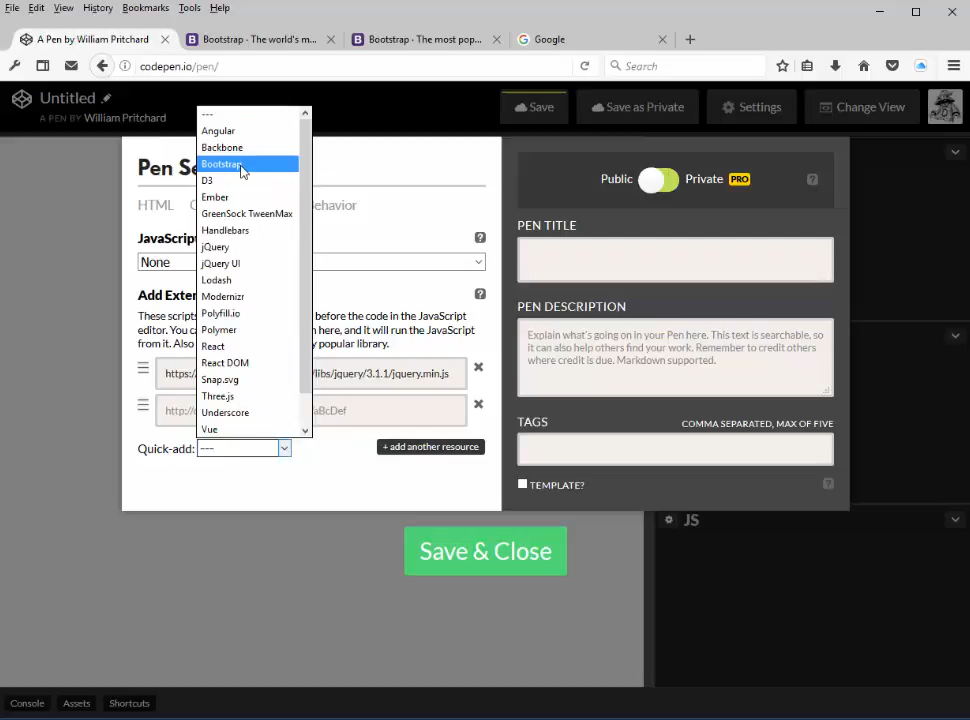 File Edit View History Bookmarks Tools Help
A Pen by William Pritchard
Bootstrap - The world's m...
Bootstrap - The most pop...
Google
codepen.io/pen/
Search
Untitled
A PEN BY William Pritchard
Save
Save as Private
Settings
Change View
---
Angular
Backbone
Bootstrap
D3
Ember
GreenSock TweenMax
Handlebars
jQuery
jQuery UI
Lodash
Modernizr
Polyfill.io
Polymer
React
React DOM
Snap.svg
Three.js
Underscore
Vue
Pen Se
HTML
ehavior
JavaScript
None
Add Exter
These scripts before the code in the JavaScript
editor. You ca n here, and it will run the JavaScript
from it. Also y popular library.
https: /libs/jquery/3.1.1/jquery.min.js
http:// aBcDef
Quick-add: ---
+ add another resource
Public Private PRO
PEN TITLE
PEN DESCRIPTION
Explain what's going on in your Pen here. This text is searchable, so
it can also help others find your work. Remember to credit others
where credit is due. Markdown supported.
TAGS COMMA SEPARATED, MAX OF FIVE
TEMPLATE?
Save & Close
JS
Console Assets Shortcuts